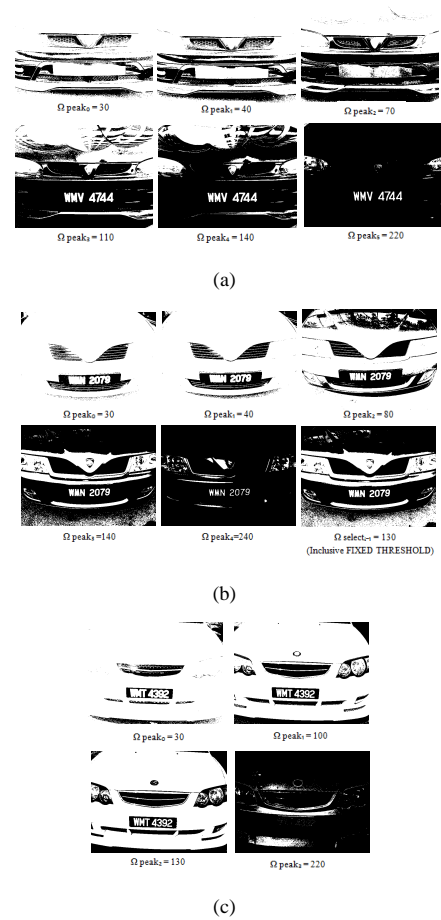 Ω peak₀ = 30
Ω peak₁ = 40
Ω peak₂ = 70
WMV 4744
WMV 4744
WMV 4744
Ω peak₃ = 110
Ω peak₄ = 140
Ω peak₅ = 220
(a)
WMN 2079
WMN 2079
WMN 2079
Ω peak₀ = 30
Ω peak₁ = 40
Ω peak₂ = 80
WMN 2079
WMN 2079
WMN 2079
Ω peak₃ =140
Ω peak₄=240
Ω selectᵢ₌₁ = 130
(Inclusive FIXED THRESHOLD)
(b)
WMT 4392
WMT 4392
Ω peak₀ = 30
Ω peak₁ = 100
WMT 4392
Ω peak₂ = 130
Ω peak₃ = 220
(c)